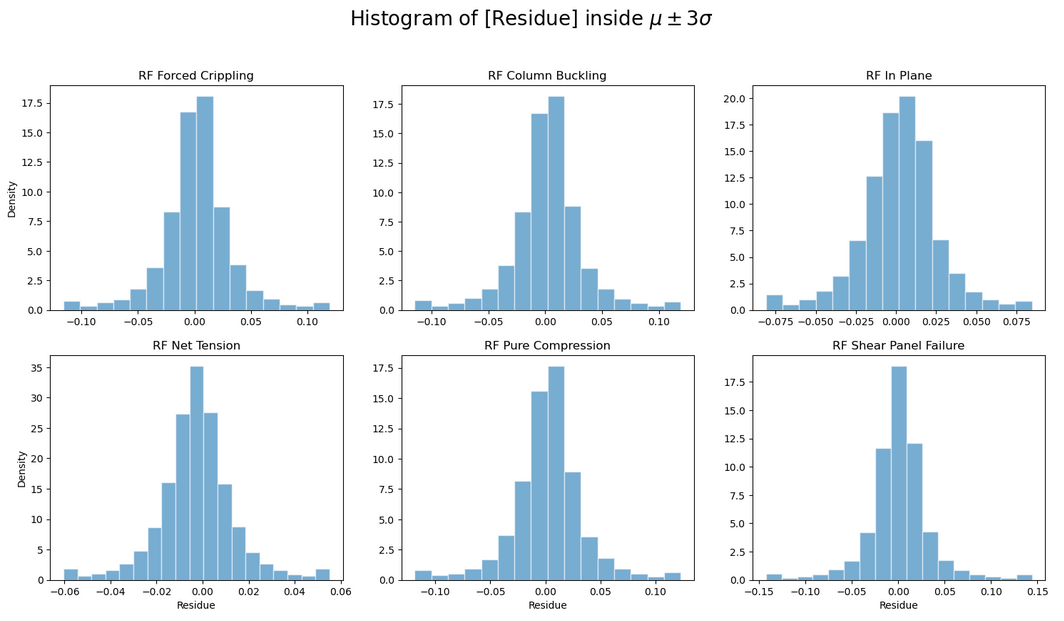 Histogram of [Residue] inside μ ± 3σ
RF Forced Crippling
RF Column Buckling
RF In Plane
17.5
15.0
12.5
10.0
7.5
5.0
2.5
0.0
Density
−0.10 −0.05 0.00 0.05 0.10
17.5
15.0
12.5
10.0
7.5
5.0
2.5
0.0
−0.10 −0.05 0.00 0.05 0.10
20.0
17.5
15.0
12.5
10.0
7.5
5.0
2.5
0.0
−0.075 −0.050 −0.025 0.000 0.025 0.050 0.075
RF Net Tension
RF Pure Compression
RF Shear Panel Failure
35
30
25
20
15
10
5
0
Density
−0.06 −0.04 −0.02 0.00 0.02 0.04 0.06
Residue
17.5
15.0
12.5
10.0
7.5
5.0
2.5
0.0
−0.10 −0.05 0.00 0.05 0.10
Residue
17.5
15.0
12.5
10.0
7.5
5.0
2.5
0.0
−0.15 −0.10 −0.05 0.00 0.05 0.10 0.15
Residue